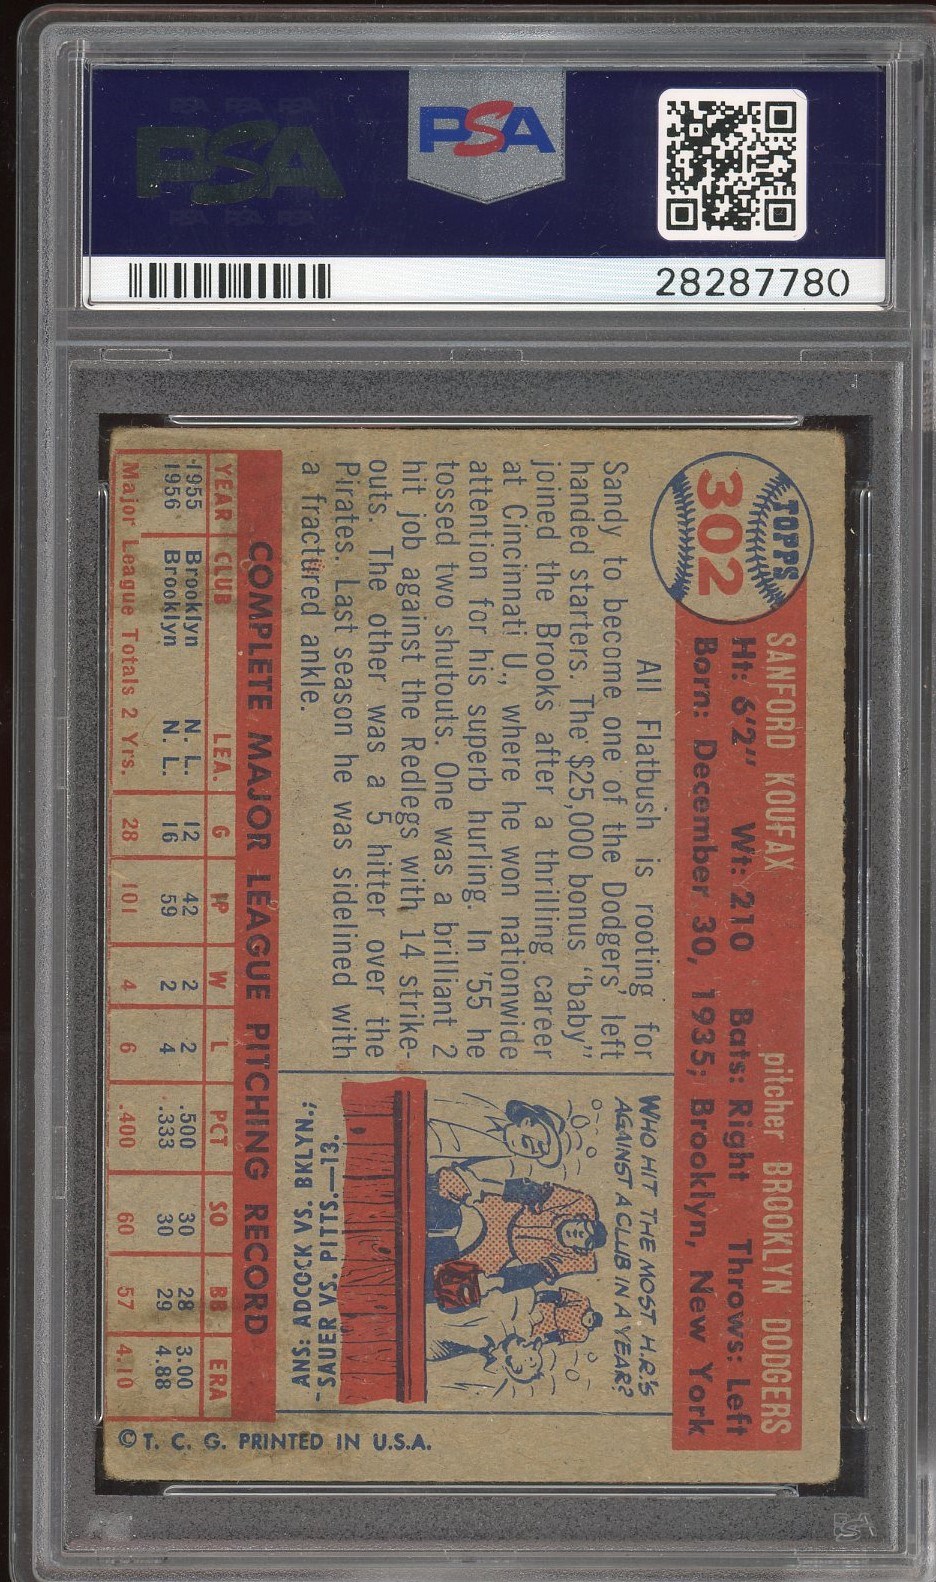 PSA PSA PSA
PSA
PSA PSA PSA
PSA
28287780
TOPPS
302
SANFORD KOUFAX pitcher BROOKLYN DODGERS
Ht: 6'2" Wt: 210 Bats: Right Throws: Left
Born: December 30, 1935; Brooklyn, New York
All Flatbush is rooting for
Sandy to become one of the Dodgers' left
handed starters. The $25,000 bonus "baby"
joined the Brooks after a thrilling career
at Cincinnati U., where he won nationwide
attention for his superb hurling. In '55 he
tossed two shutouts. One was a brilliant 2
hit job against the Redlegs with 14 strike-
outs. The other was a 5 hitter over the
Pirates. Last season he was sidelined with
a fractured ankle.
WHO HIT THE MOST H.R.'S
AGAINST A CLUB IN A YEAR?
ANS: ADCOCK VS. BKLYN.;
SAUER VS. PITTS.—13.
COMPLETE MAJOR LEAGUE PITCHING RECORD
YEAR CLUB LEA. G IP W L PCT SO BB ERA
1955 Brooklyn N. L. 12 42 2 2 .500 30 28 3.00
1956 Brooklyn N. L. 16 59 2 4 .333 30 29 4.88
Major League Totals 2 Yrs. 28 101 4 6 .400 60 57 4.10
© T. C. G. PRINTED IN U.S.A.
PSA